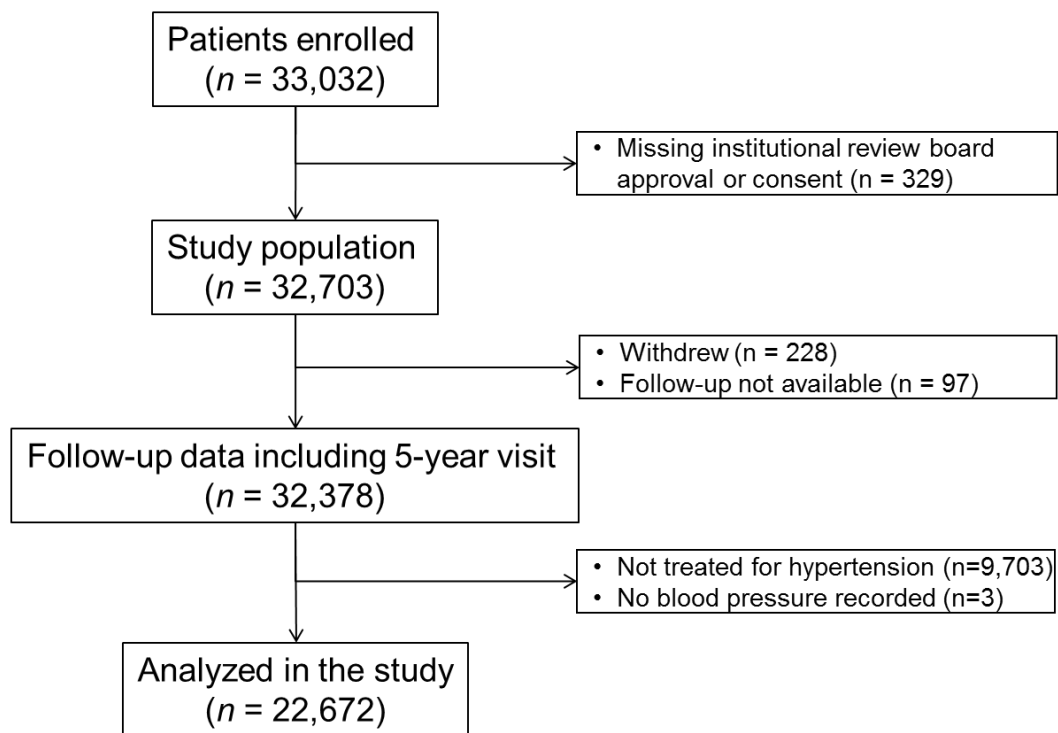 Patients enrolled
(n = 33,032)
• Missing institutional review board
approval or consent (n = 329)
Study population
(n = 32,703)
• Withdrew (n = 228)
• Follow-up not available (n = 97)
Follow-up data including 5-year visit
(n = 32,378)
• Not treated for hypertension (n=9,703)
• No blood pressure recorded (n=3)
Analyzed in the study
(n = 22,672)